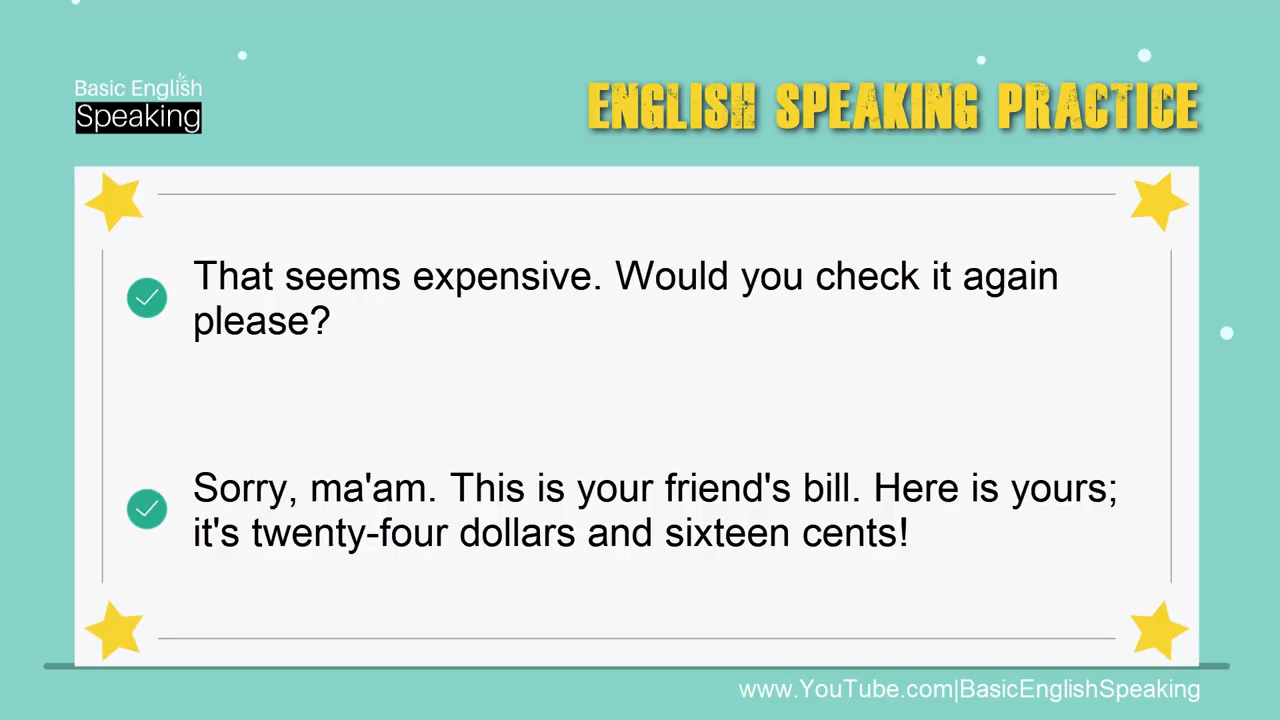 Basic English
Speaking
ENGLISH SPEAKING PRACTICE
That seems expensive. Would you check it again
please?
Sorry, ma'am. This is your friend's bill. Here is yours;
it's twenty-four dollars and sixteen cents!
www.YouTube.com|BasicEnglishSpeaking